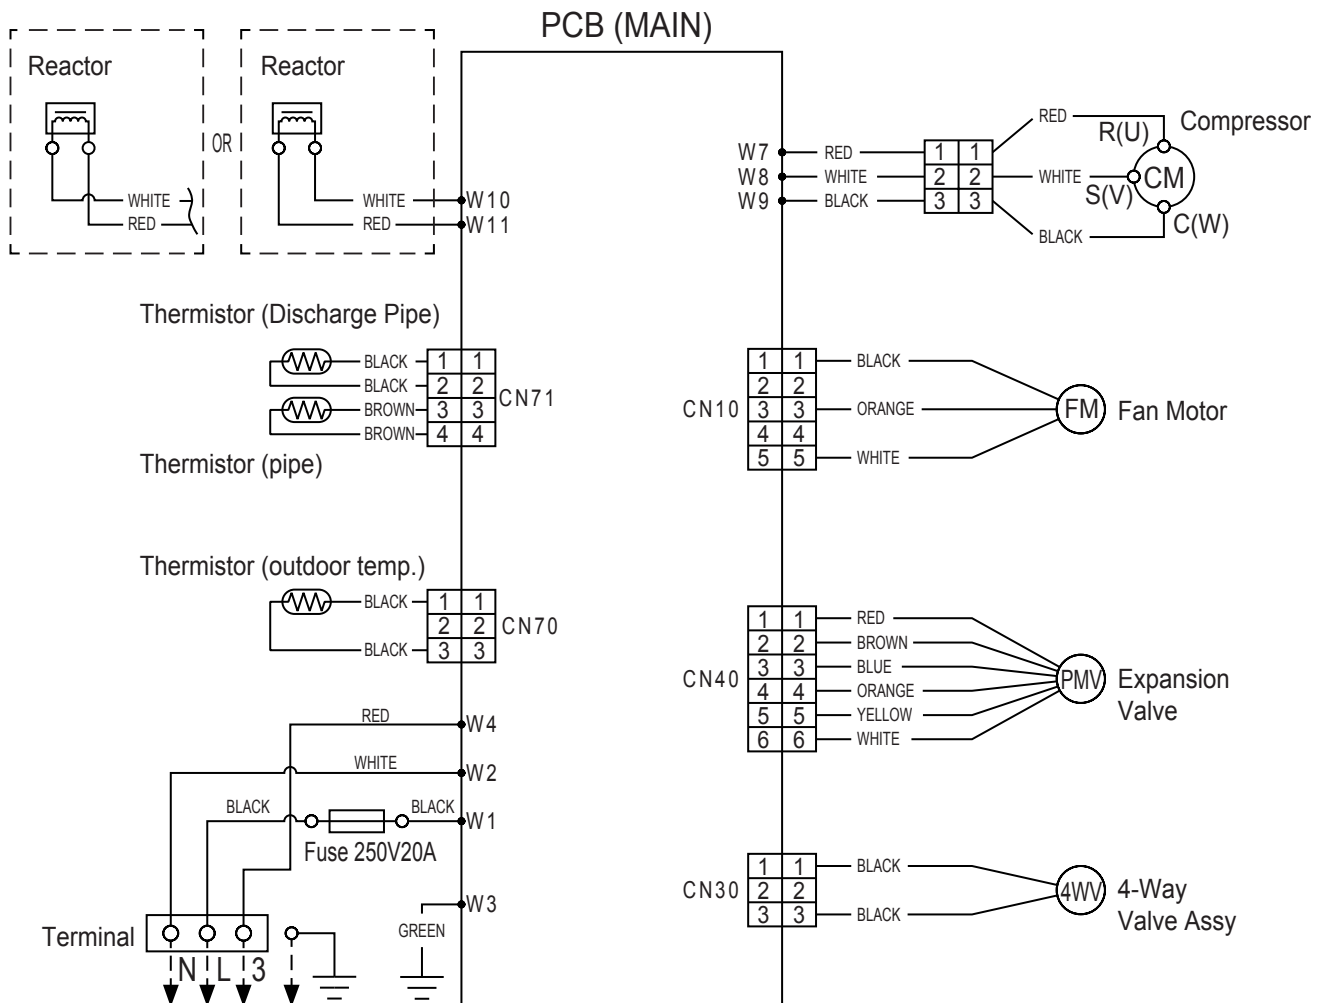 PCB (MAIN)
Reactor
WHITE
RED
OR
Reactor
WHITE
RED
W10
W11
W7 RED 1 1 RED R(U) Compressor
W8 WHITE 2 2 WHITE S(V) CM
W9 BLACK 3 3 BLACK C(W)
Thermistor (Discharge Pipe)
BLACK 1 1
BLACK 2 2
BROWN 3 3
BROWN 4 4
CN71
Thermistor (pipe)
CN10
1 1 BLACK
2 2
3 3 ORANGE
4 4
5 5 WHITE
FM Fan Motor
Thermistor (outdoor temp.)
BLACK 1 1
2 2 CN70
BLACK 3 3
CN40
1 1 RED
2 2 BROWN
3 3 BLUE
4 4 ORANGE
5 5 YELLOW
6 6 WHITE
PMV Expansion
Valve
RED W4
WHITE W2
BLACK BLACK W1
Fuse 250V20A
W3
GREEN
Terminal
N L 3
CN30
1 1 BLACK
2 2
3 3 BLACK
4WV 4-Way
Valve Assy